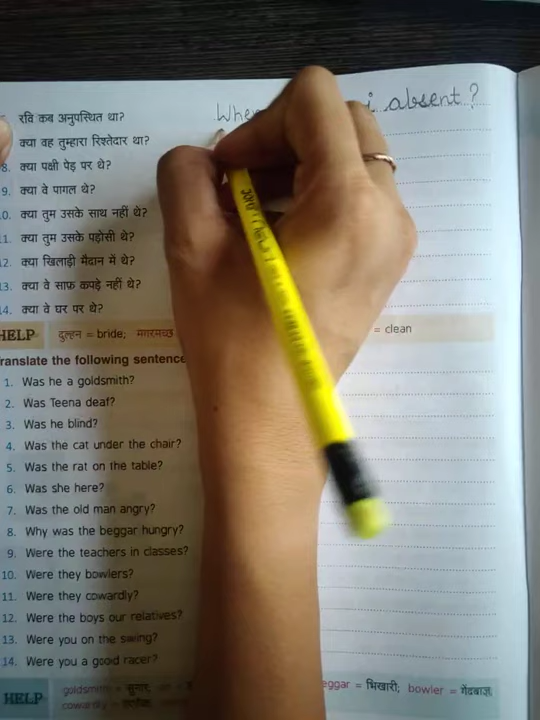 रवि कब अनुपस्थित था? Whe i absent ?
क्या वह तुम्हारा रिश्तेदार था?
8. क्या पक्षी पेड़ पर थे?
9. क्या वे पागल थे?
0. क्या तुम उसके साथ नहीं थे?
11. क्या तुम उसके पड़ोसी थे?
12. क्या खिलाड़ी मैदान में थे?
13. क्या वे साफ कपड़े नहीं थे?
14. क्या वे घर पर थे?
HELP दुल्हन = bride; मगरमच्छ = clean
ranslate the following sentence
1. Was he a goldsmith?
2. Was Teena deaf?
3. Was he blind?
4. Was the cat under the chair?
5. Was the rat on the table?
6. Was she here?
7. Was the old man angry?
8. Why was the beggar hungry?
9. Were the teachers in classes?
10. Were they bowlers?
11. Were they cowardly?
12. Were the boys our relatives?
13. Were you on the swing?
14. Were you a good racer?
HELP goldsmith = सुनार; eggar = भिखारी; bowler = गेंदबाज़
cowardly =